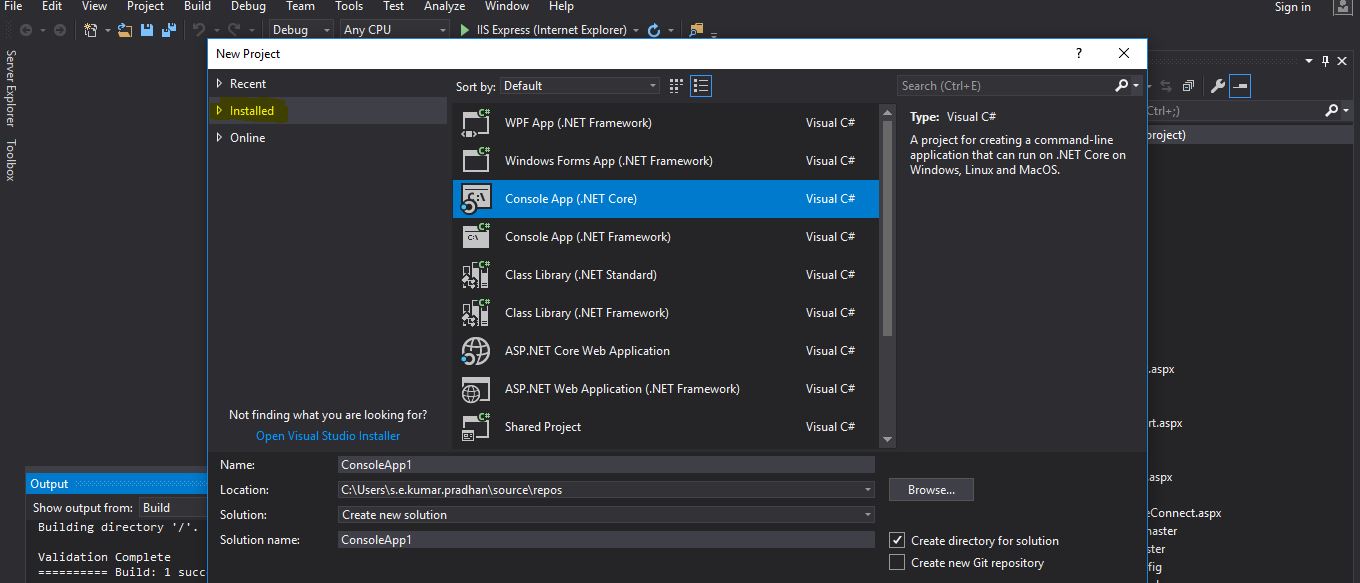 File Edit View Project Build Debug Team Tools Test Analyze Window Help Sign in
Debug Any CPU IIS Express (Internet Explorer)
Server Explorer
Toolbox
New Project ?
Recent
Installed
Online
Not finding what you are looking for?
Open Visual Studio Installer
Sort by: Default
Search (Ctrl+E)
WPF App (.NET Framework) Visual C#
Windows Forms App (.NET Framework) Visual C#
Console App (.NET Core) Visual C#
Console App (.NET Framework) Visual C#
Class Library (.NET Standard) Visual C#
Class Library (.NET Framework) Visual C#
ASP.NET Core Web Application Visual C#
ASP.NET Web Application (.NET Framework) Visual C#
Shared Project Visual C#
Type: Visual C#
A project for creating a command-line
application that can run on .NET Core on
Windows, Linux and MacOS.
Name: ConsoleApp1
Location: C:\Users\s.e.kumar.pradhan\source\repos
Browse...
Solution: Create new solution
Solution name: ConsoleApp1
Create directory for solution
Create new Git repository
Output
Show output from: Build
Building directory '/'.
Validation Complete
========== Build: 1 succ
Ctrl+;)
project)
.aspx
rt.aspx
.aspx
eConnect.aspx
master
ster
fig